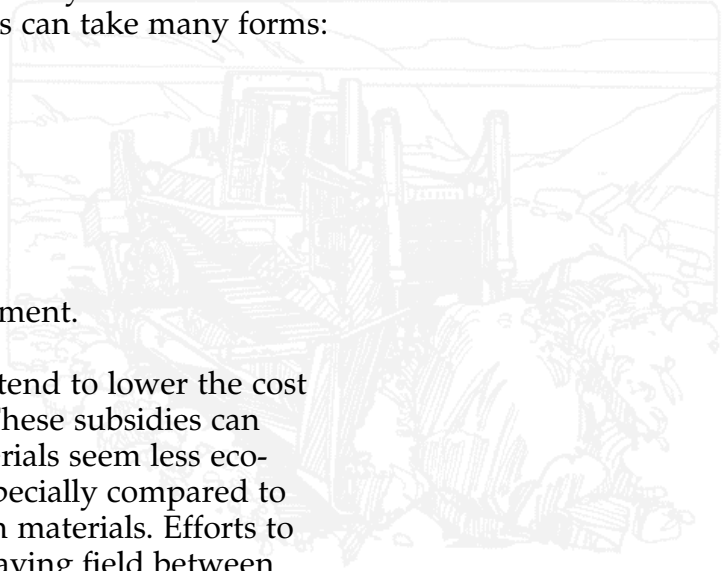 s can take many forms:
ment.
tend to lower the cost
These subsidies can
rials seem less eco-
pecially compared to
n materials. Efforts to
aying field between